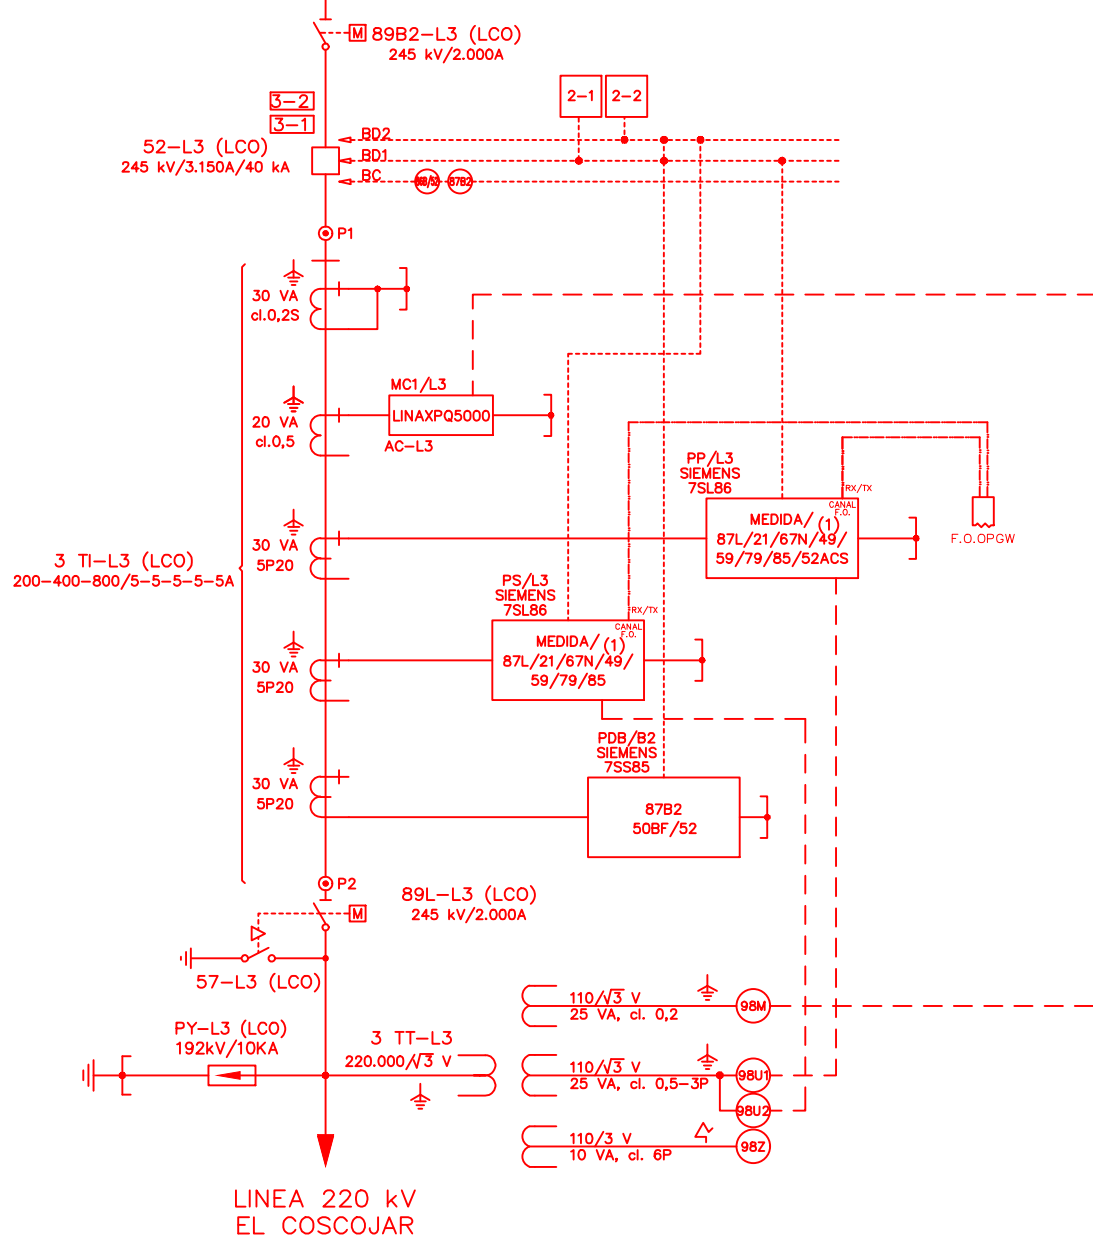 M 89B2-L3 (LCO)
245 kV/2.000A
3-2
3-1
2-1
2-2
52-L3 (LCO)
245 kV/3.150A/40 kA
BD2
BD1
BC
87B2
P1
30 VA
cl.0,2S
MC1/L3
LINAXPQ5000
AC-L3
20 VA
cl.0,5
PP/L3
SIEMENS
7SL86
RX/TX
CANAL
F.O.
MEDIDA/ (1)
87L/21/67N/49/
59/79/85/52ACS
F.O.OPGW
30 VA
5P20
3 TI-L3 (LCO)
200-400-800/5-5-5-5-5A
PS/L3
SIEMENS
7SL86
RX/TX
CANAL
F.O.
MEDIDA/ (1)
87L/21/67N/49/
59/79/85
30 VA
5P20
PDB/B2
SIEMENS
7SS85
87B2
50BF/52
30 VA
5P20
P2
89L-L3 (LCO)
245 kV/2.000A
M
57-L3 (LCO)
PY-L3 (LCO)
192kV/10KA
3 TT-L3
220.000/√3 V
110/√3 V
25 VA, cl. 0,2
98M
110/√3 V
25 VA, cl. 0,5-3P
98U1
98U2
110/3 V
10 VA, cl. 6P
98Z
LINEA 220 kV
EL COSCOJAR